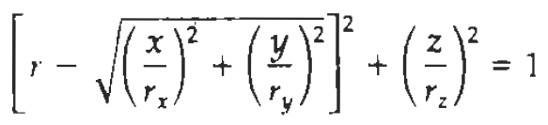 [r − √((x/r_x)² + (y/r_y)²)]² + (z/r_z)² = 1